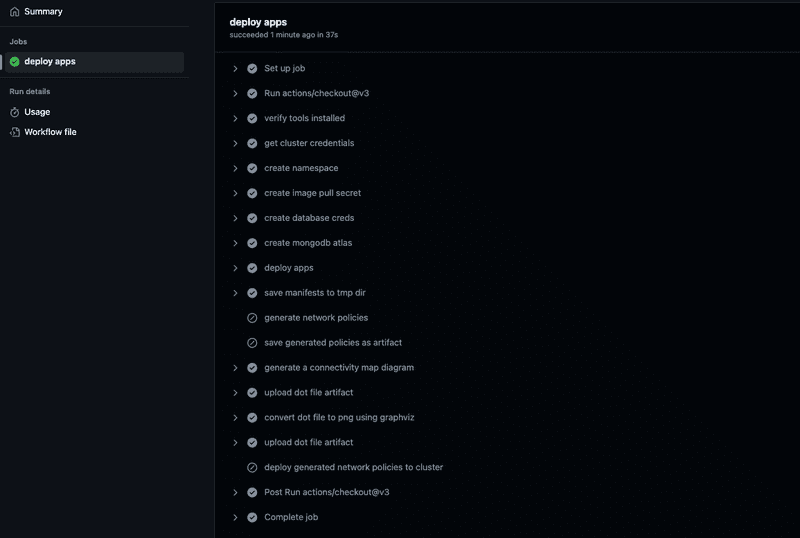 Summary
Jobs
deploy apps
Run details
Usage
Workflow file
deploy apps
succeeded 1 minute ago in 37s
Set up job
Run actions/checkout@v3
verify tools installed
get cluster credentials
create namespace
create image pull secret
create database creds
create mongodb atlas
deploy apps
save manifests to tmp dir
generate network policies
save generated policies as artifact
generate a connectivity map diagram
upload dot file artifact
convert dot file to png using graphviz
upload dot file artifact
deploy generated network policies to cluster
Post Run actions/checkout@v3
Complete job